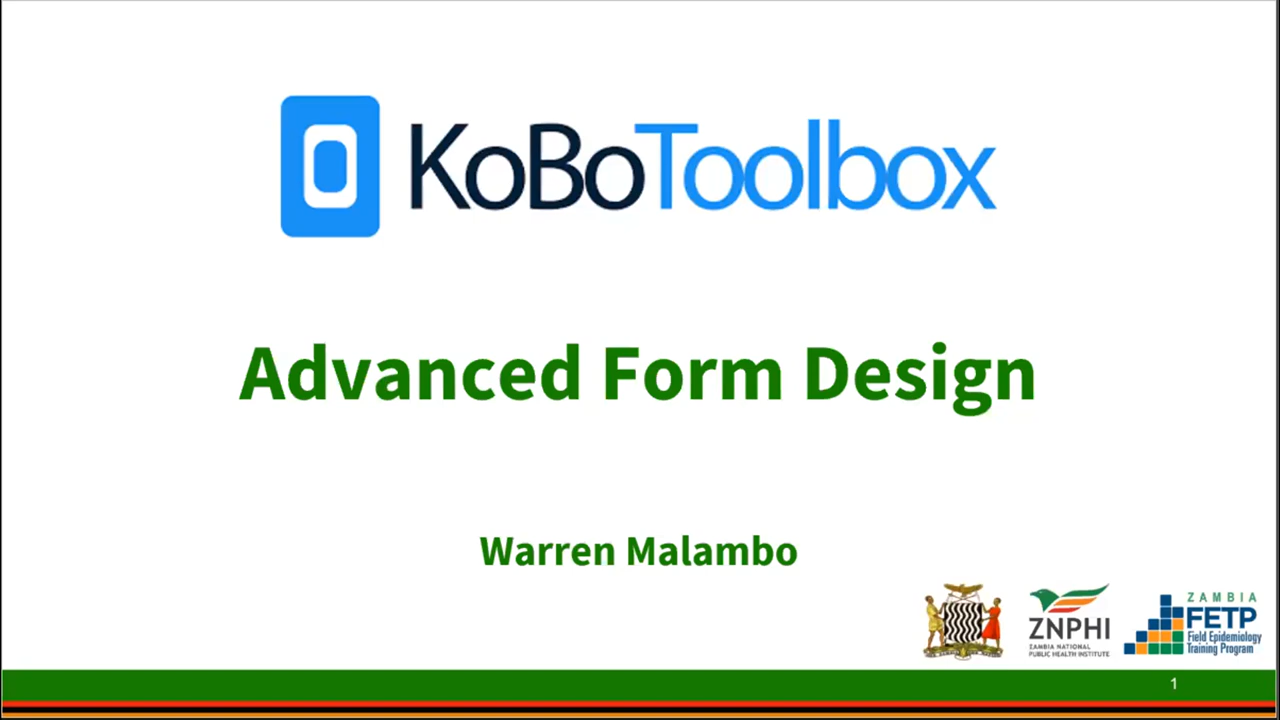 KoBoToolbox
Advanced Form Design
Warren Malambo
ZNPHI
ZAMBIA NATIONAL
PUBLIC HEALTH INSTITUTE
ZAMBIA
FETP
Field Epidemiology
Training Program
1